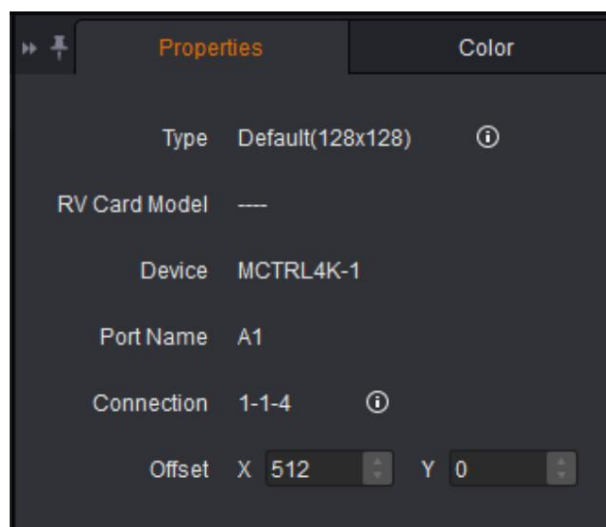 Properties Color
Type Default(128x128)
RV Card Model ----
Device MCTRL4K-1
Port Name A1
Connection 1-1-4
Offset X 512 Y 0